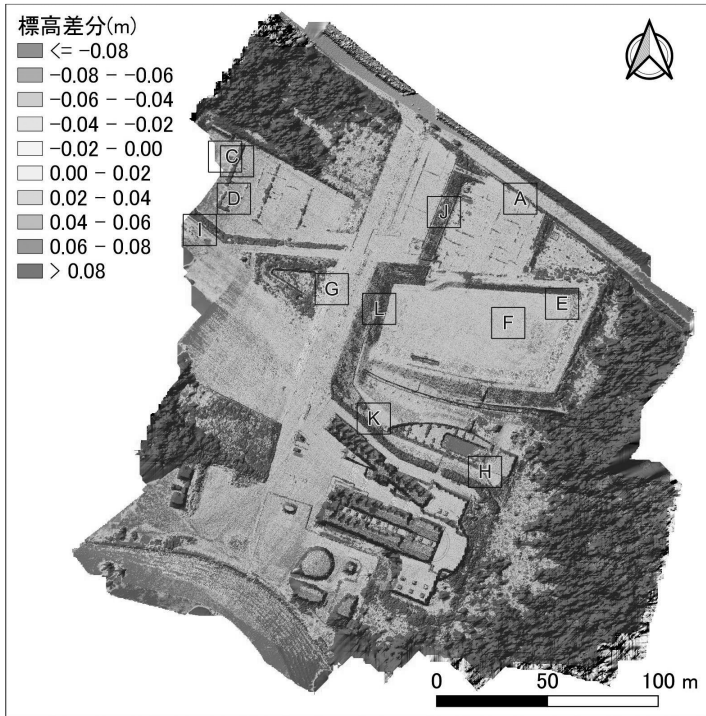 標高差分(m)
<= -0.08
-0.08 - -0.06
-0.06 - -0.04
-0.04 - -0.02
-0.02 - 0.00
0.00 - 0.02
0.02 - 0.04
0.04 - 0.06
0.06 - 0.08
> 0.08
C
D
I
J
A
G
L
E
F
K
H
0 50 100 m